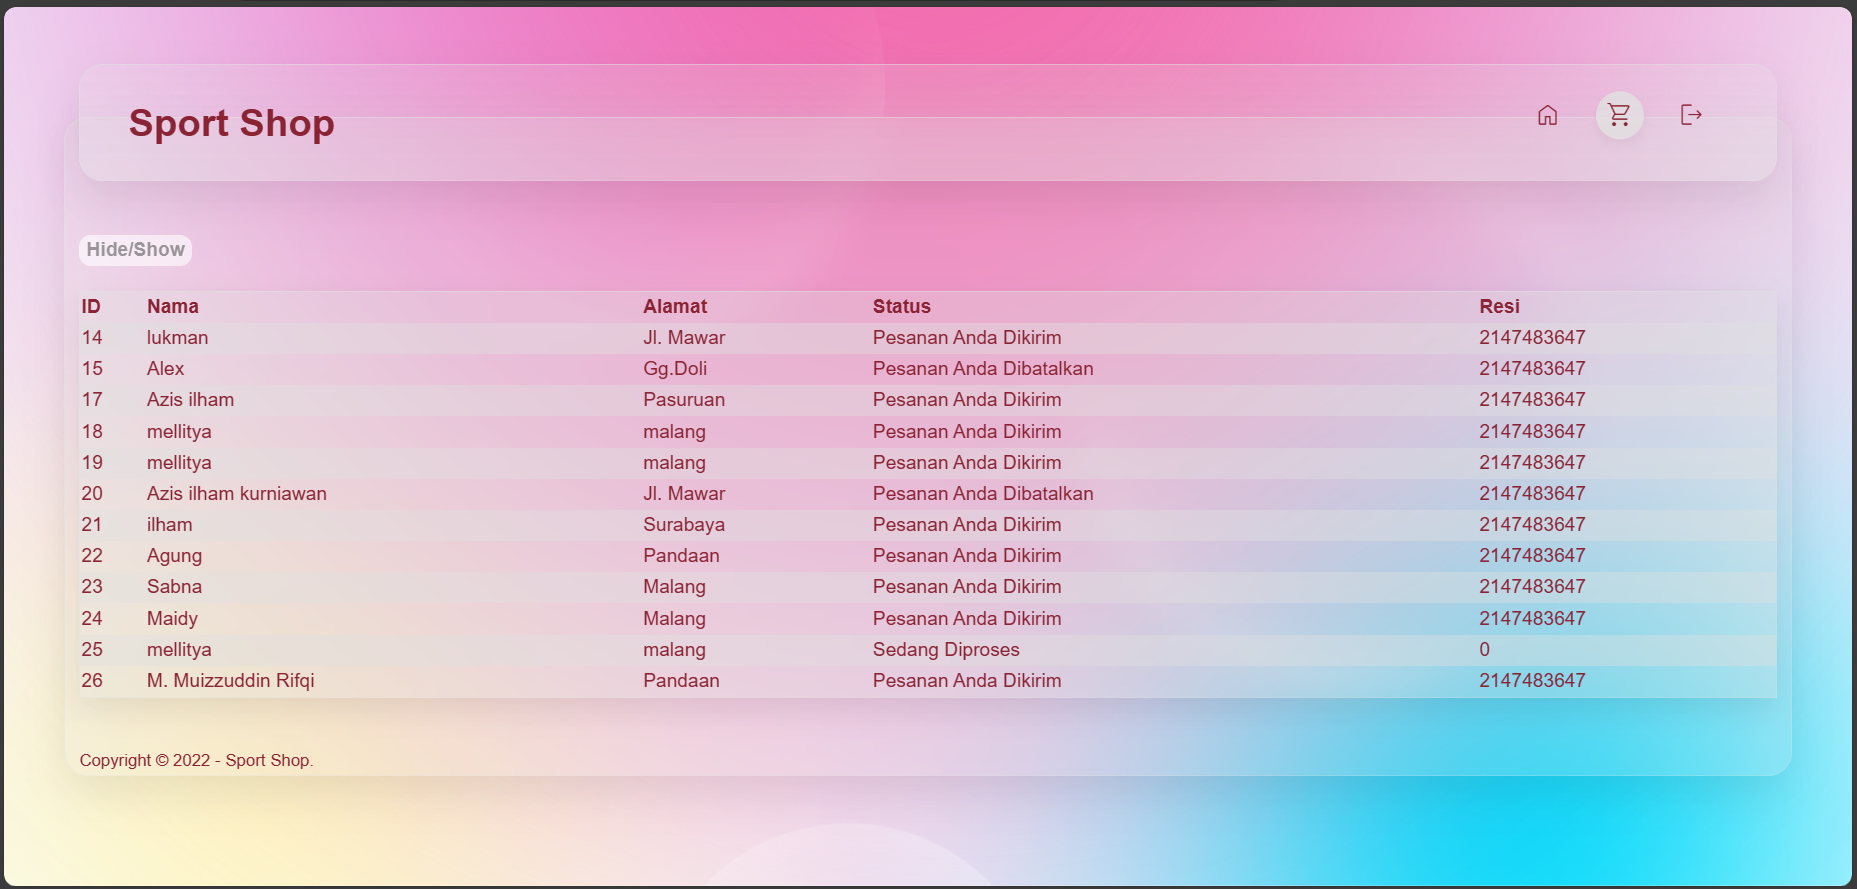 Sport Shop
Hide/Show
ID Nama Alamat Status Resi
14 lukman Jl. Mawar Pesanan Anda Dikirim 2147483647
15 Alex Gg.Doli Pesanan Anda Dibatalkan 2147483647
17 Azis ilham Pasuruan Pesanan Anda Dikirim 2147483647
18 mellitya malang Pesanan Anda Dikirim 2147483647
19 mellitya malang Pesanan Anda Dikirim 2147483647
20 Azis ilham kurniawan Jl. Mawar Pesanan Anda Dibatalkan 2147483647
21 ilham Surabaya Pesanan Anda Dikirim 2147483647
22 Agung Pandaan Pesanan Anda Dikirim 2147483647
23 Sabna Malang Pesanan Anda Dikirim 2147483647
24 Maidy Malang Pesanan Anda Dikirim 2147483647
25 mellitya malang Sedang Diproses 0
26 M. Muizzuddin Rifqi Pandaan Pesanan Anda Dikirim 2147483647
Copyright © 2022 - Sport Shop.